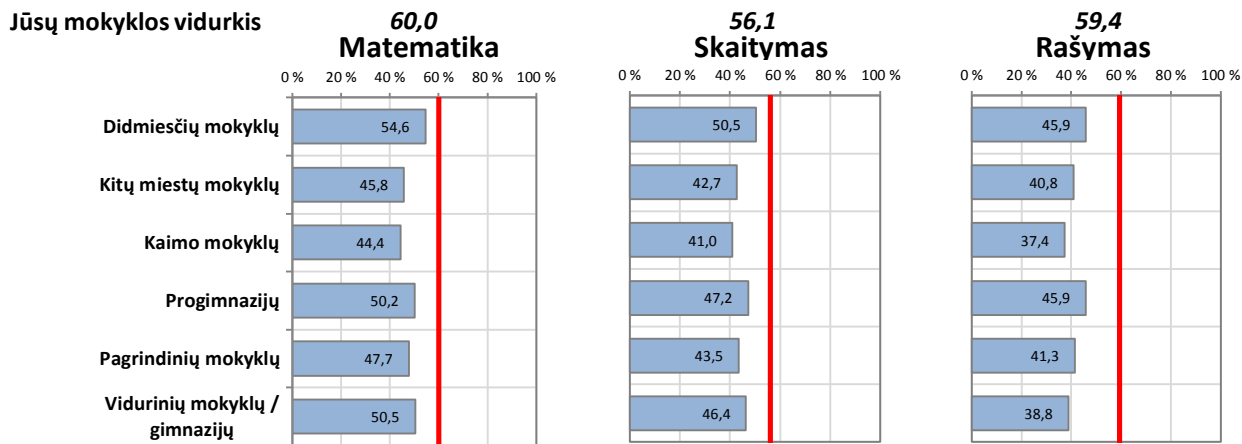 Jūsų mokyklos vidurkis 60,0 56,1 59,4
Matematika Skaitymas Rašymas
0 % 20 % 40 % 60 % 80 % 100 % 0 % 20 % 40 % 60 % 80 % 100 % 0 % 20 % 40 % 60 % 80 % 100 %
Didmiesčių mokyklų 54,6 50,5 45,9
Kitų miestų mokyklų 45,8 42,7 40,8
Kaimo mokyklų 44,4 41,0 37,4
Progimnazijų 50,2 47,2 45,9
Pagrindinių mokyklų 47,7 43,5 41,3
Vidurinių mokyklų /
gimnazijų 50,5 46,4 38,8